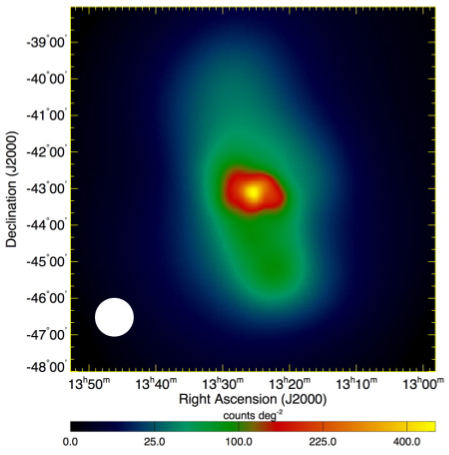 Declination (J2000)
-39°00'
-40°00'
-41°00'
-42°00'
-43°00'
-44°00'
-45°00'
-46°00'
-47°00'
-48°00'
13h50m 13h40m 13h30m 13h20m 13h10m 13h00m
Right Ascension (J2000)
counts deg-2
0.0 25.0 100.0 225.0 400.0